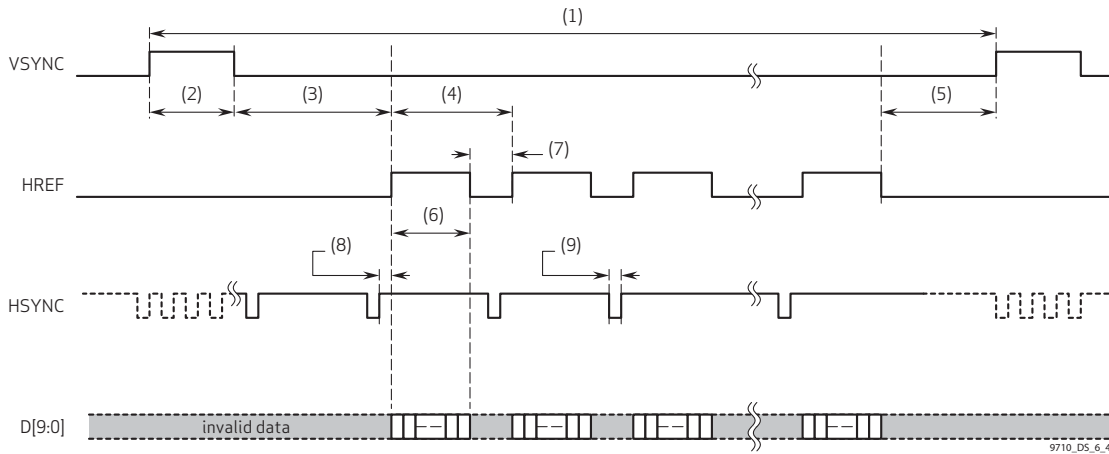 (1)
VSYNC
(2)
(3)
(4)
(5)
(7)
HREF
(6)
(8)
(9)
HSYNC
D[9:0]
invalid data
9710_DS_6_4